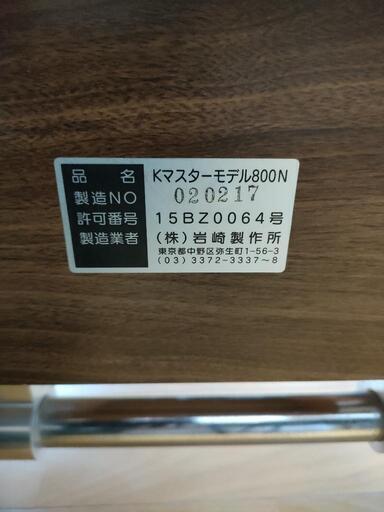 品名 Kマスターモデル800N
製造NO 020217
許可番号 15BZ0064号
製造業者 (株)岩崎製作所
東京都中野区弥生町1-56-3
(03)3372-3337〜8